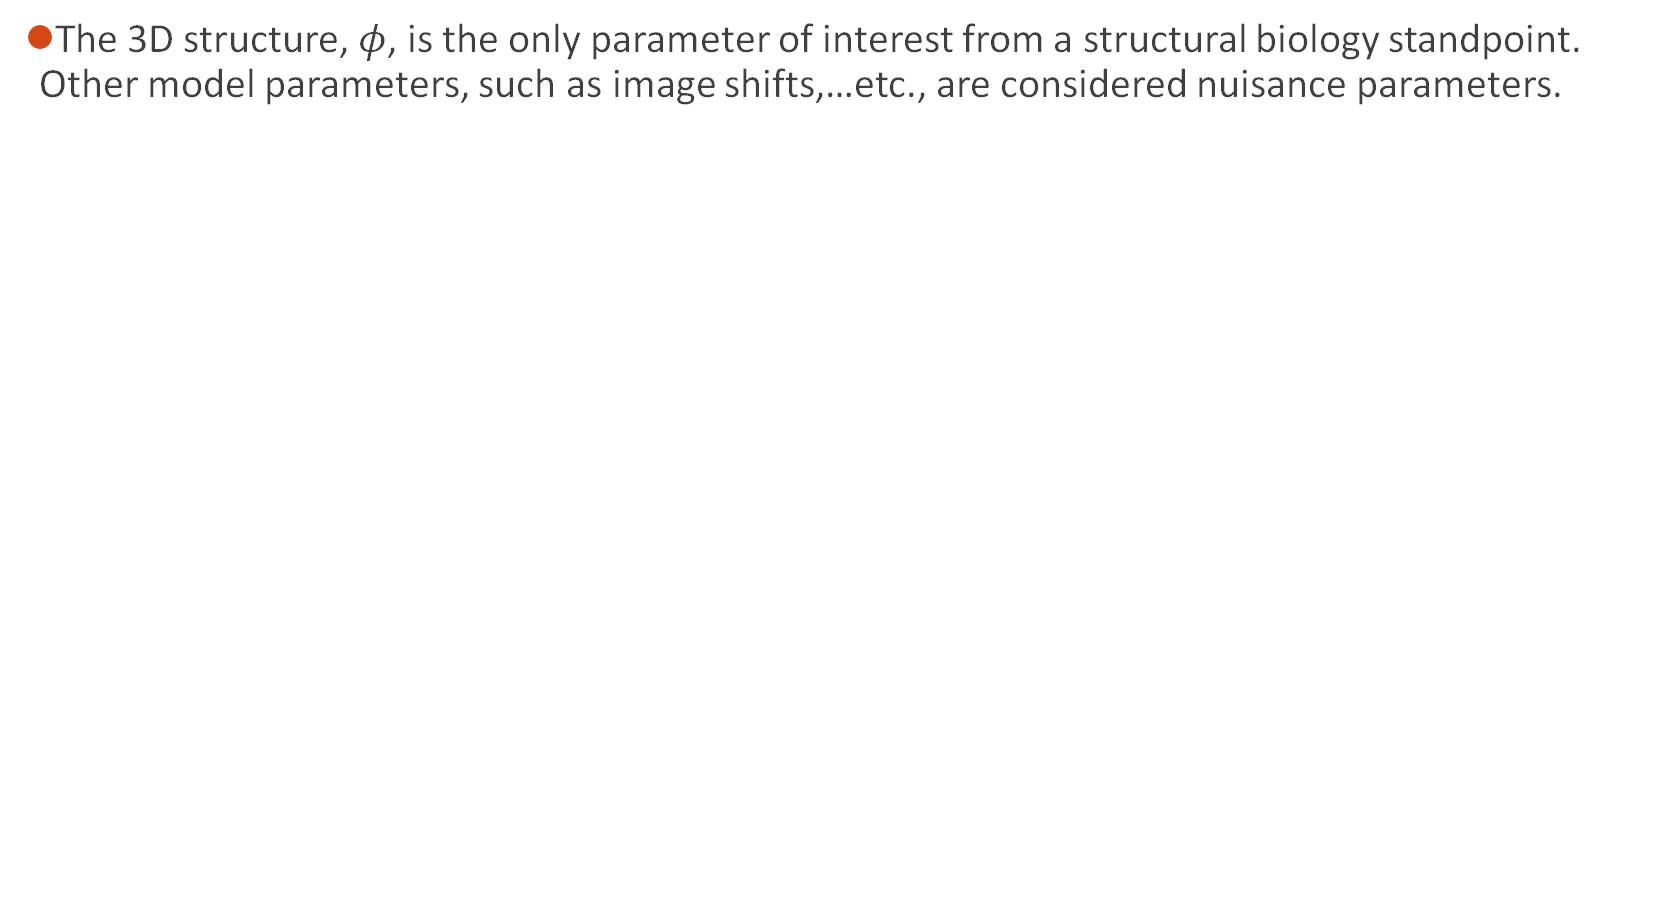 ●The 3D structure, ϕ, is the only parameter of interest from a structural biology standpoint.
Other model parameters, such as image shifts,...etc., are considered nuisance parameters.